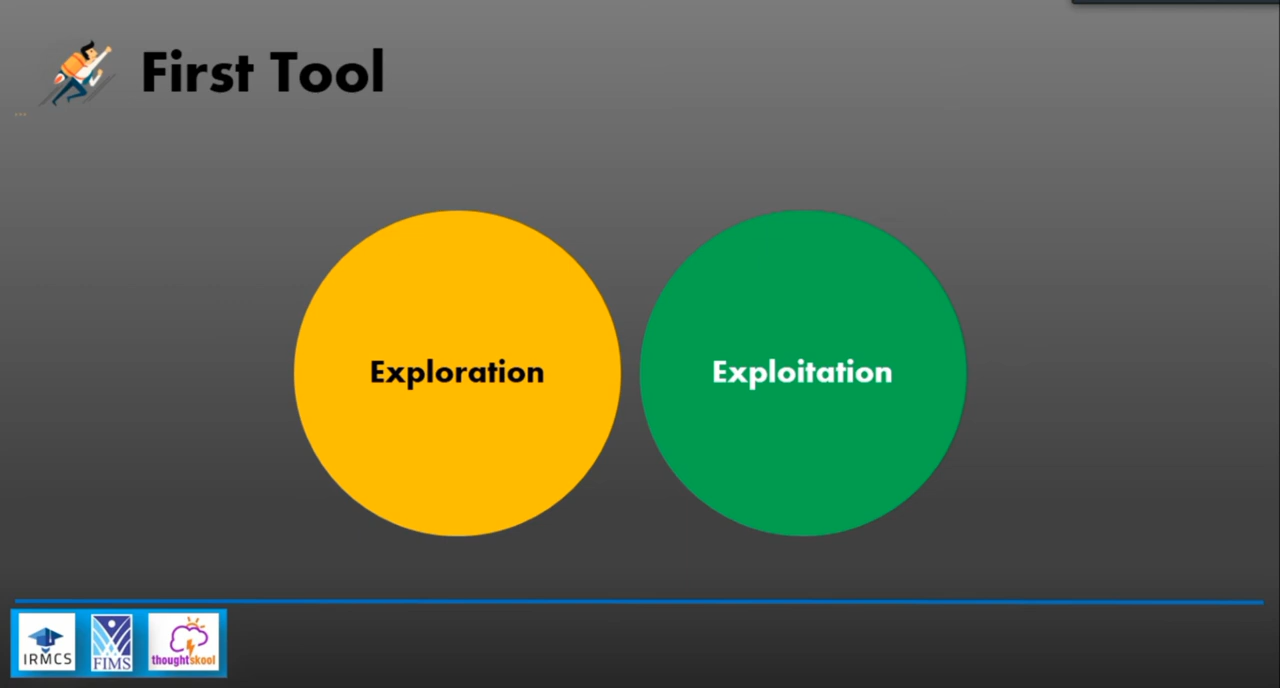 First Tool
Exploration
Exploitation
IRMCS
FIMS
thoughtskool